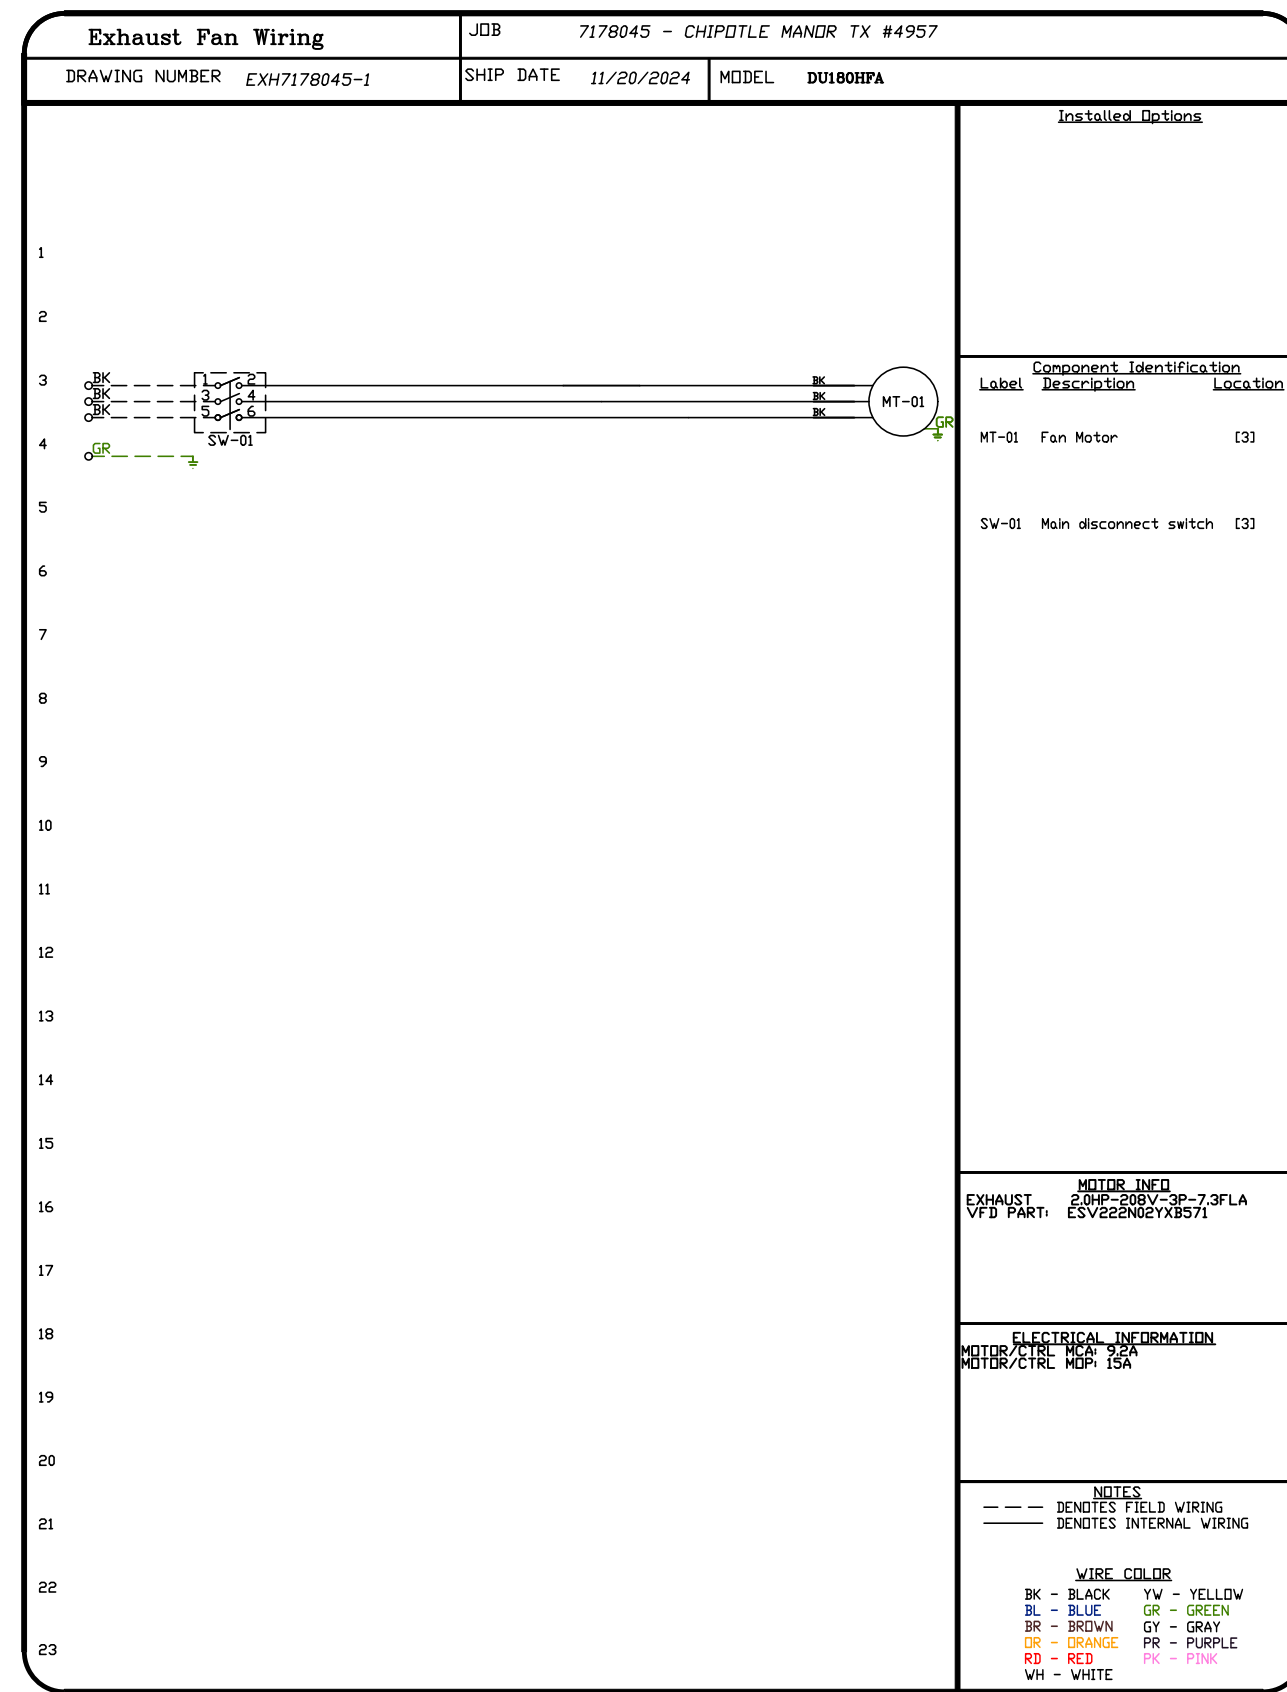 Exhaust Fan Wiring
JOB 7178045 - CHIPOTLE MANOR TX #4957
DRAWING NUMBER EXH7178045-1
SHIP DATE 11/20/2024
MODEL DU180HFA
Installed Options
1
2
3
4
5
6
7
8
9
10
11
12
13
14
15
16
17
18
19
20
21
22
23
BK 1 2 BK
BK 3 4 BK
BK 5 6 BK
MT-01
GR
SW-01
GR
Component Identification
Label Description Location
MT-01 Fan Motor [3]
SW-01 Main disconnect switch [3]
MOTOR INFO
EXHAUST 2.0HP-208V-3P-7.3FLA
VFD PART: ESV222N02YXB571
ELECTRICAL INFORMATION
MOTOR/CTRL MCA: 9.2A
MOTOR/CTRL MOP: 15A
NOTES
DENOTES FIELD WIRING
DENOTES INTERNAL WIRING
WIRE COLOR
BK - BLACK YW - YELLOW
BL - BLUE GR - GREEN
BR - BROWN GY - GRAY
OR - ORANGE PR - PURPLE
RD - RED PK - PINK
WH - WHITE